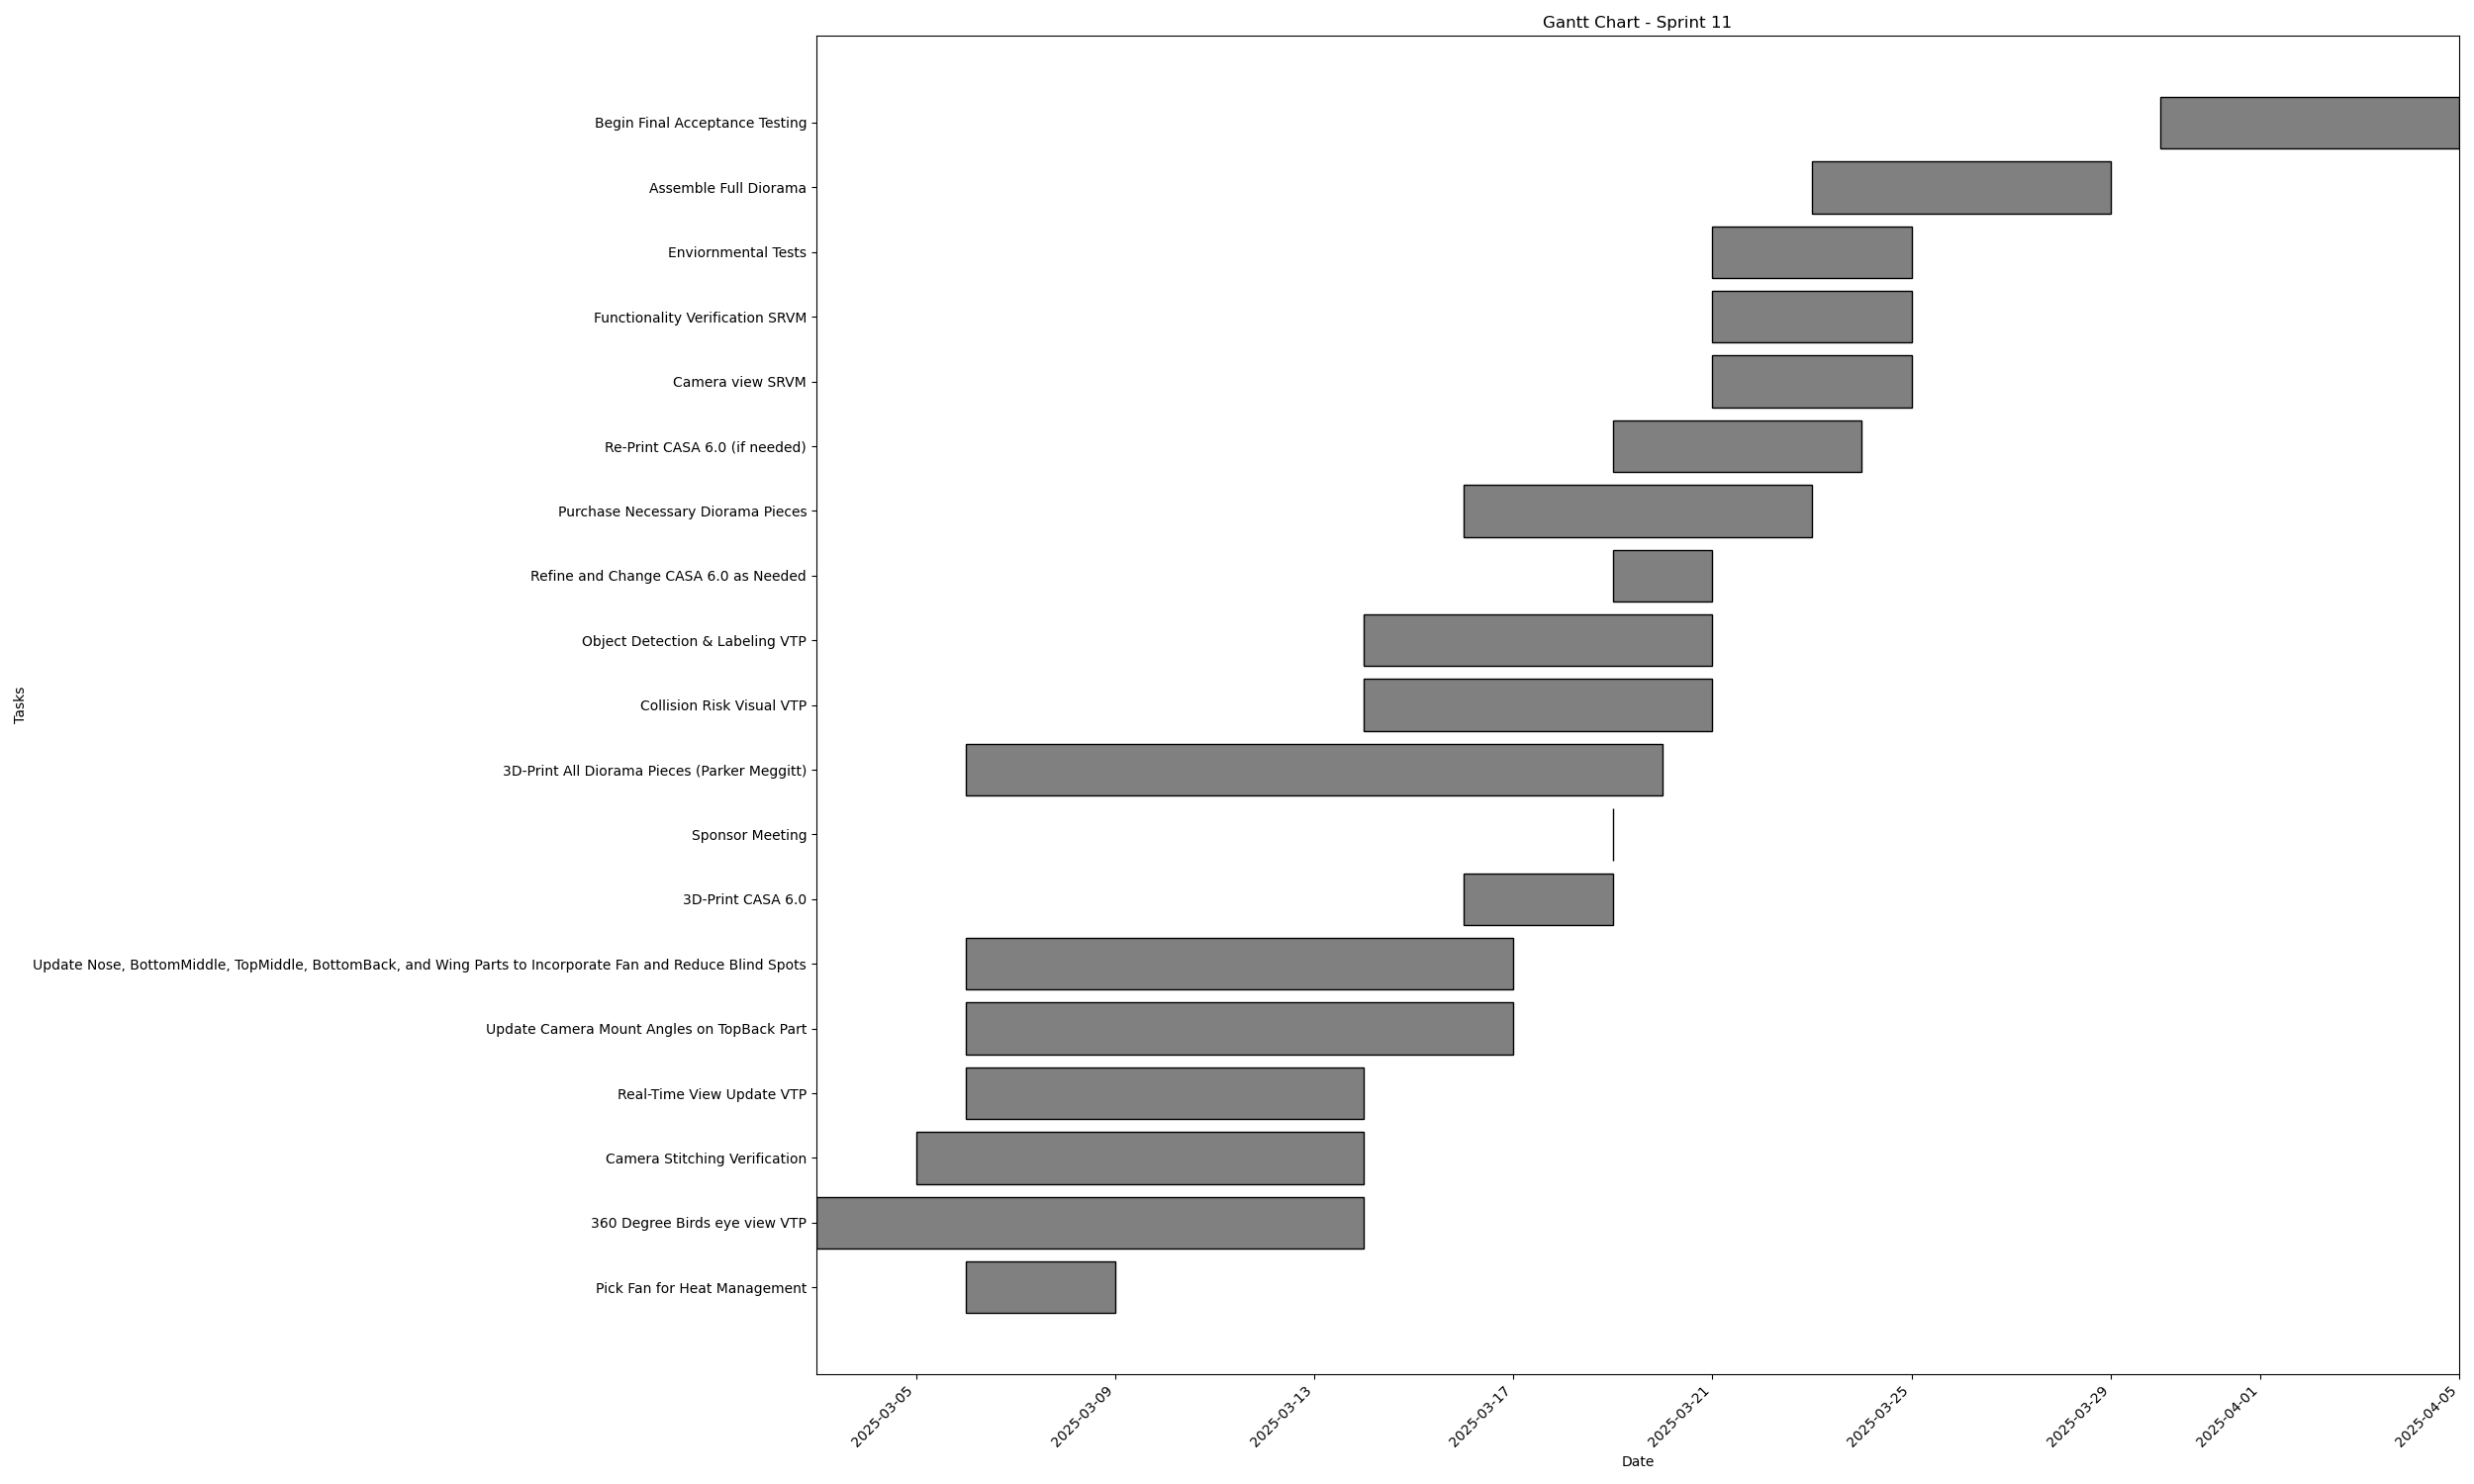 Gantt Chart - Sprint 11
Begin Final Acceptance Testing
Assemble Full Diorama
Enviornmental Tests
Functionality Verification SRVM
Camera view SRVM
Re-Print CASA 6.0 (if needed)
Purchase Necessary Diorama Pieces
Refine and Change CASA 6.0 as Needed
Object Detection & Labeling VTP
Collision Risk Visual VTP
3D-Print All Diorama Pieces (Parker Meggitt)
Sponsor Meeting
3D-Print CASA 6.0
Update Nose, BottomMiddle, TopMiddle, BottomBack, and Wing Parts to Incorporate Fan and Reduce Blind Spots
Update Camera Mount Angles on TopBack Part
Real-Time View Update VTP
Camera Stitching Verification
360 Degree Birds eye view VTP
Pick Fan for Heat Management
Tasks
2025-03-05
2025-03-09
2025-03-13
2025-03-17
2025-03-21
2025-03-25
2025-03-29
2025-04-01
2025-04-05
Date